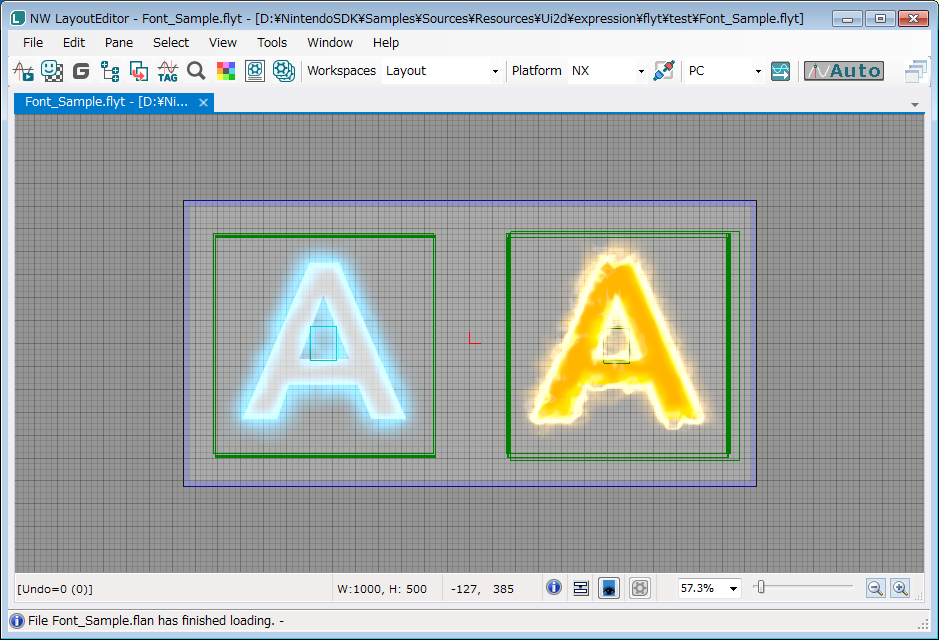 NW LayoutEditor - Font_Sample.flyt - [D:¥NintendoSDK¥Samples¥Sources¥Resources¥Ui2d¥expression¥flyt¥test¥Font_Sample.flyt]
File Edit Pane Select View Tools Window Help
G TAG Workspaces Layout Platform NX PC Auto
Font_Sample.flyt - [D:¥Ni...
A A
[Undo=0 (0)] W:1000, H: 500 -127, 385 57.3%
File Font_Sample.flan has finished loading. -